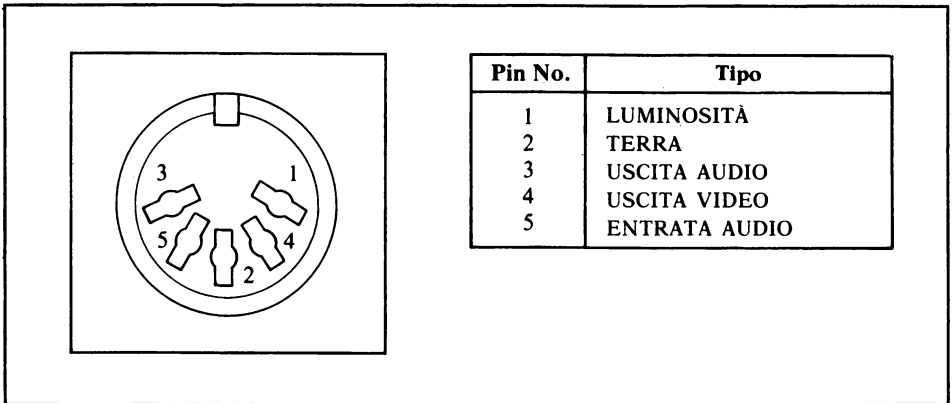 3
1
5
4
2
Pin No. Tipo
1 LUMINOSITÀ
2 TERRA
3 USCITA AUDIO
4 USCITA VIDEO
5 ENTRATA AUDIO